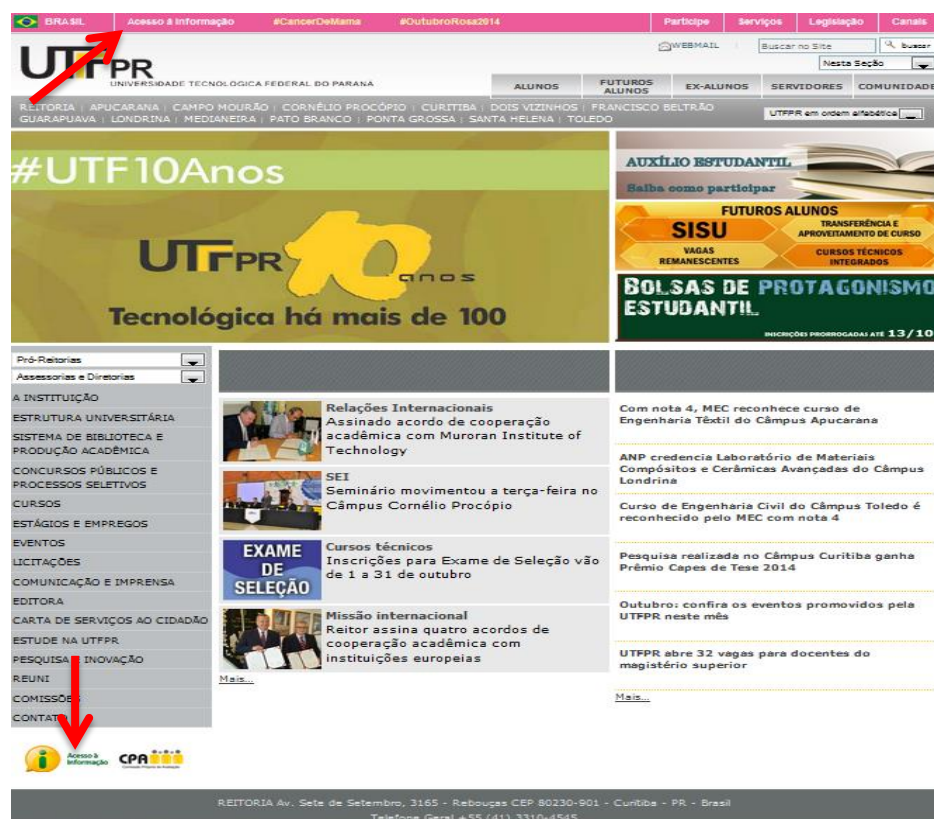 BRASIL Acesso à Informação #CancerDeMama #OutubroRosa2014 Participe Serviços Legislação Canais
WEBMAIL Buscar no Site buscar
UTFPR
Nesta Seção
UNIVERSIDADE TECNOLÓGICA FEDERAL DO PARANÁ
ALUNOS FUTUROS ALUNOS EX-ALUNOS SERVIDORES COMUNIDADE
REITORIA | APUCARANA | CAMPO MOURÃO | CORNÉLIO PROCÓPIO | CURITIBA | DOIS VIZINHOS | FRANCISCO BELTRÃO
GUARAPUAVA | LONDRINA | MEDIANEIRA | PATO BRANCO | PONTA GROSSA | SANTA HELENA | TOLEDO
UTFPR em ordem alfabética
#UTF10Anos
UTFPR 10 anos
Tecnológica há mais de 100
AUXÍLIO ESTUDANTIL
Saiba como participar
FUTUROS ALUNOS
SISU
VAGAS
REMANESCENTES
TRANSFERÊNCIA E
APROVEITAMENTO DE CURSO
CURSOS TÉCNICOS
INTEGRADOS
BOLSAS DE PROTAGONISMO
ESTUDANTIL
INSCRIÇÕES PRORROGADAS ATÉ 13/10
Pró-Reitorias
Assessorias e Diretorias
A INSTITUIÇÃO
ESTRUTURA UNIVERSITÁRIA
SISTEMA DE BIBLIOTECA E
PRODUÇÃO ACADÊMICA
CONCURSOS PÚBLICOS E
PROCESSOS SELETIVOS
CURSOS
ESTÁGIOS E EMPREGOS
EVENTOS
LICITAÇÕES
COMUNICAÇÃO E IMPRENSA
EDITORA
CARTA DE SERVIÇOS AO CIDADÃO
ESTUDE NA UTFPR
PESQUISA E INOVAÇÃO
REUNI
COMISSÕES
CONTATO
Acesso à
Informação
CPA
Relações Internacionais
Assinado acordo de cooperação
acadêmica com Muroran Institute of
Technology
SEI
Seminário movimentou a terça-feira no
Câmpus Cornélio Procópio
EXAME
DE
SELEÇÃO
Cursos técnicos
Inscrições para Exame de Seleção vão
de 1 a 31 de outubro
Missão internacional
Reitor assina quatro acordos de
cooperação acadêmica com
instituições europeias
Mais...
Com nota 4, MEC reconhece curso de
Engenharia Têxtil do Câmpus Apucarana
ANP credencia Laboratório de Materiais
Compósitos e Cerâmicas Avançadas do Câmpus
Londrina
Curso de Engenharia Civil do Câmpus Toledo é
reconhecido pelo MEC com nota 4
Pesquisa realizada no Câmpus Curitiba ganha
Prêmio Capes de Tese 2014
Outubro: confira os eventos promovidos pela
UTFPR neste mês
UTFPR abre 32 vagas para docentes do
magistério superior
Mais...
REITORIA Av. Sete de Setembro, 3165 - Rebouças CEP 80230-901 - Curitiba - PR - Brasil
Telefone Geral +55 (41) 3310-4545